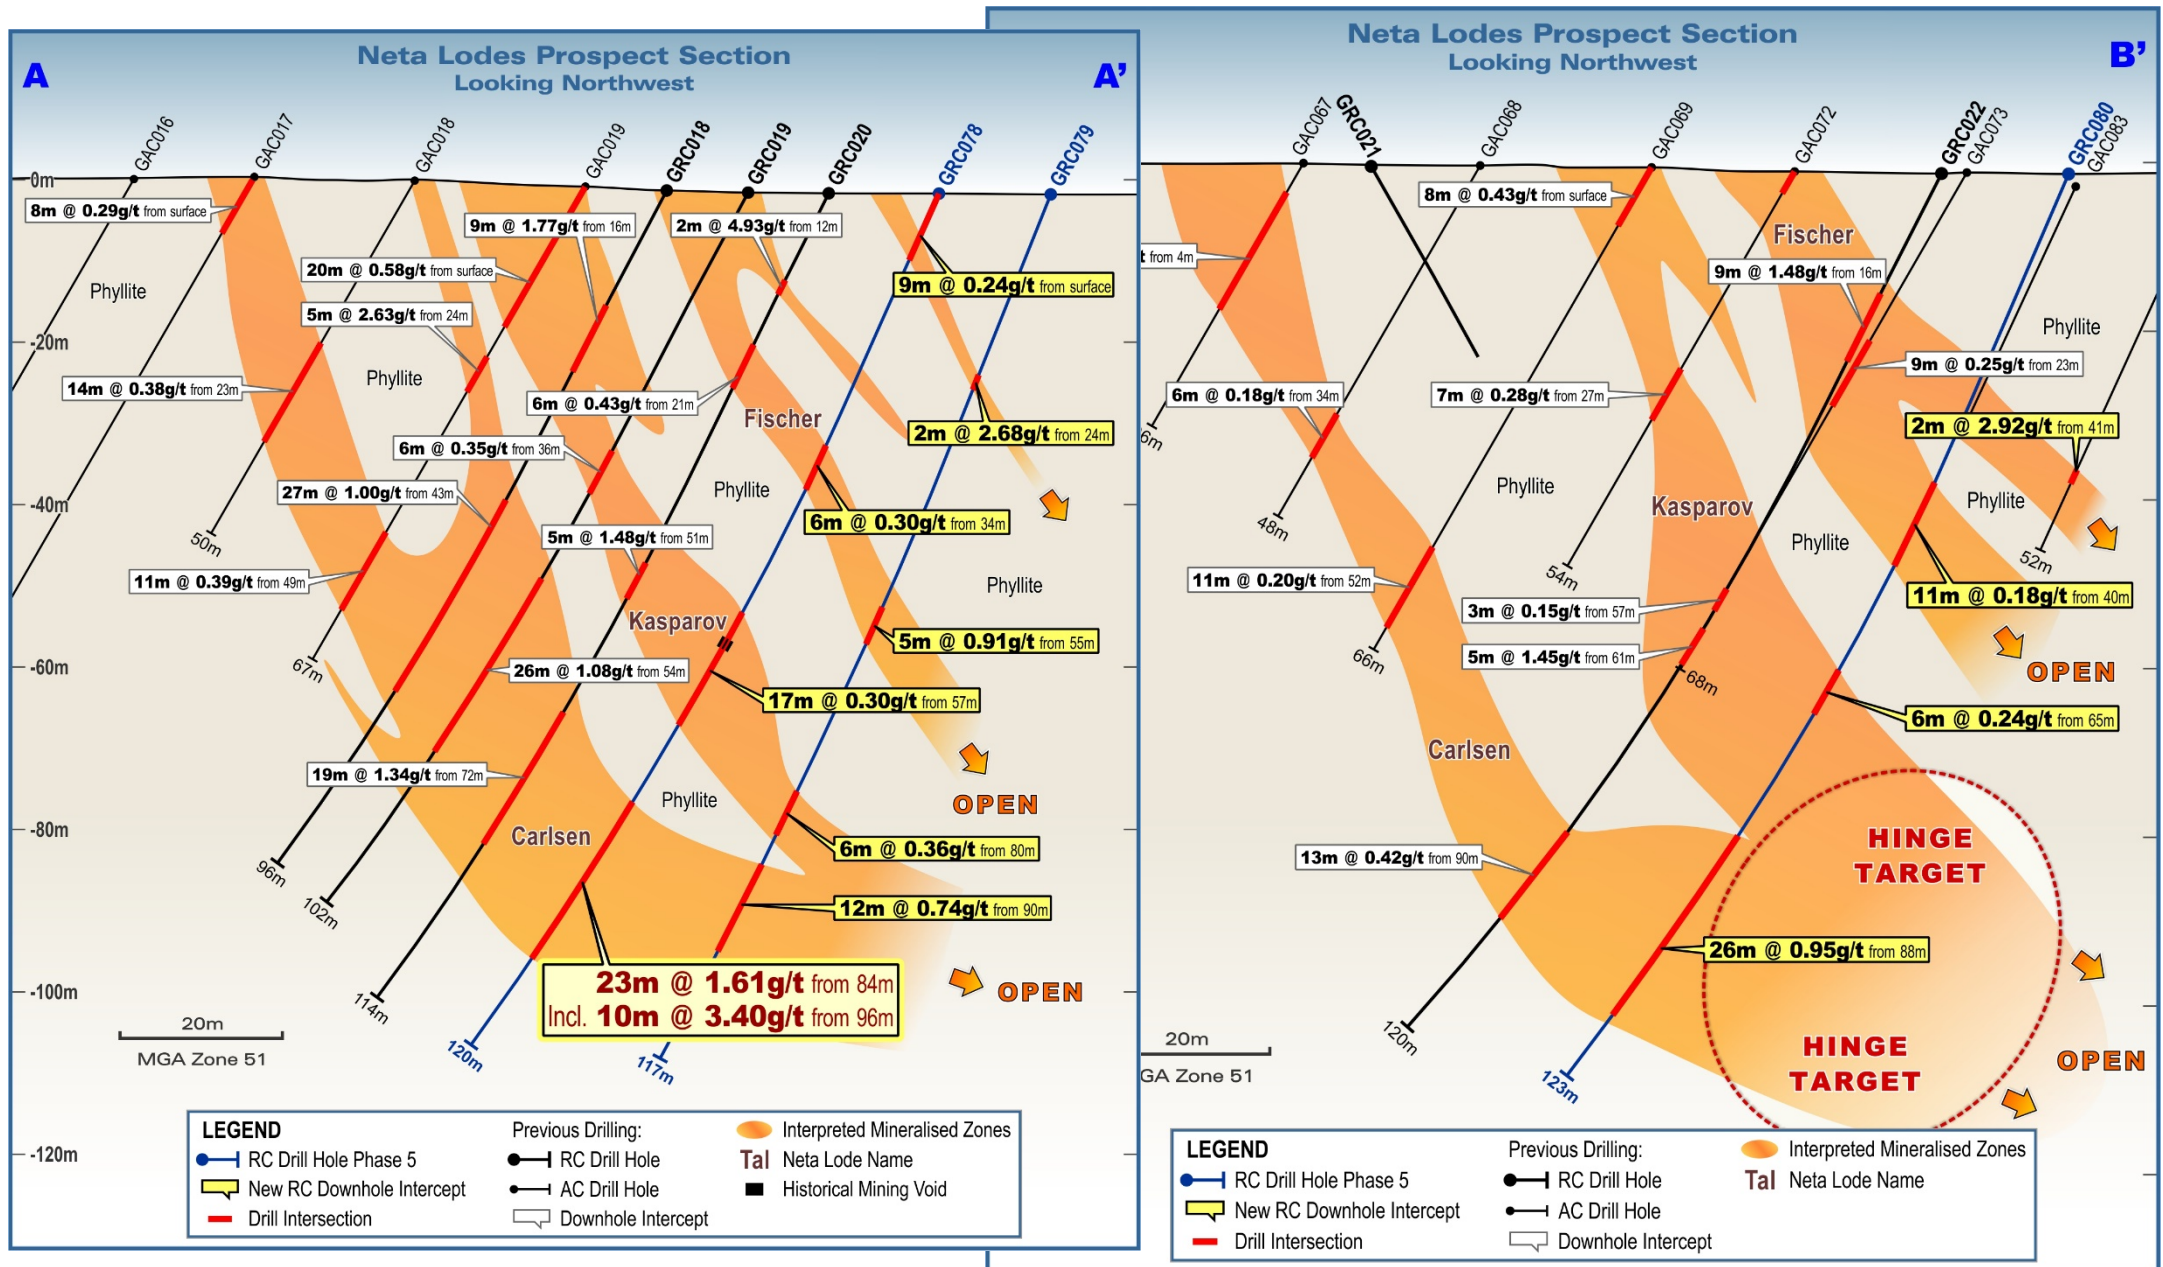 Neta Lodes Prospect Section
Looking Northwest
A
A’
GAC016
GAC017
GAC018
GAC019
GRC018
GRC019
GRC020
GRC078
GRC079
0m
-20m
-40m
-60m
-80m
-100m
-120m
8m @ 0.29g/t from surface
9m @ 1.77g/t from 16m
2m @ 4.93g/t from 12m
20m @ 0.58g/t from surface
9m @ 0.24g/t from surface
Phyllite
5m @ 2.63g/t from 24m
Phyllite
14m @ 0.38g/t from 23m
6m @ 0.43g/t from 21m
Fischer
2m @ 2.68g/t from 24m
6m @ 0.35g/t from 36m
27m @ 1.00g/t from 43m
Phyllite
6m @ 0.30g/t from 34m
50m
5m @ 1.48g/t from 51m
11m @ 0.39g/t from 49m
Phyllite
Kasparov
5m @ 0.91g/t from 55m
67m
26m @ 1.08g/t from 54m
17m @ 0.30g/t from 57m
19m @ 1.34g/t from 72m
Phyllite
OPEN
Carlsen
6m @ 0.36g/t from 80m
96m
102m
12m @ 0.74g/t from 90m
114m
23m @ 1.61g/t from 84m
Incl. 10m @ 3.40g/t from 96m
OPEN
120m
117m
20m
MGA Zone 51
LEGEND
RC Drill Hole Phase 5
New RC Downhole Intercept
Drill Intersection
Previous Drilling:
RC Drill Hole
AC Drill Hole
Downhole Intercept
Interpreted Mineralised Zones
Tal Neta Lode Name
Historical Mining Void
Neta Lodes Prospect Section
Looking Northwest
B’
GAC067
GRC021
GAC068
GAC069
GAC072
GRC022
GAC073
GRC080
GAC083
8m @ 0.43g/t from surface
Fischer
t from 4m
9m @ 1.48g/t from 16m
Phyllite
9m @ 0.25g/t from 23m
6m @ 0.18g/t from 34m
7m @ 0.28g/t from 27m
2m @ 2.92g/t from 41m
6m
Phyllite
Kasparov
Phyllite
48m
Phyllite
52m
54m
11m @ 0.20g/t from 52m
11m @ 0.18g/t from 40m
3m @ 0.15g/t from 57m
66m
5m @ 1.45g/t from 61m
68m
OPEN
6m @ 0.24g/t from 65m
Carlsen
HINGE
TARGET
13m @ 0.42g/t from 90m
26m @ 0.95g/t from 88m
120m
HINGE
TARGET
OPEN
123m
20m
GA Zone 51
LEGEND
RC Drill Hole Phase 5
New RC Downhole Intercept
Drill Intersection
Previous Drilling:
RC Drill Hole
AC Drill Hole
Downhole Intercept
Interpreted Mineralised Zones
Tal Neta Lode Name